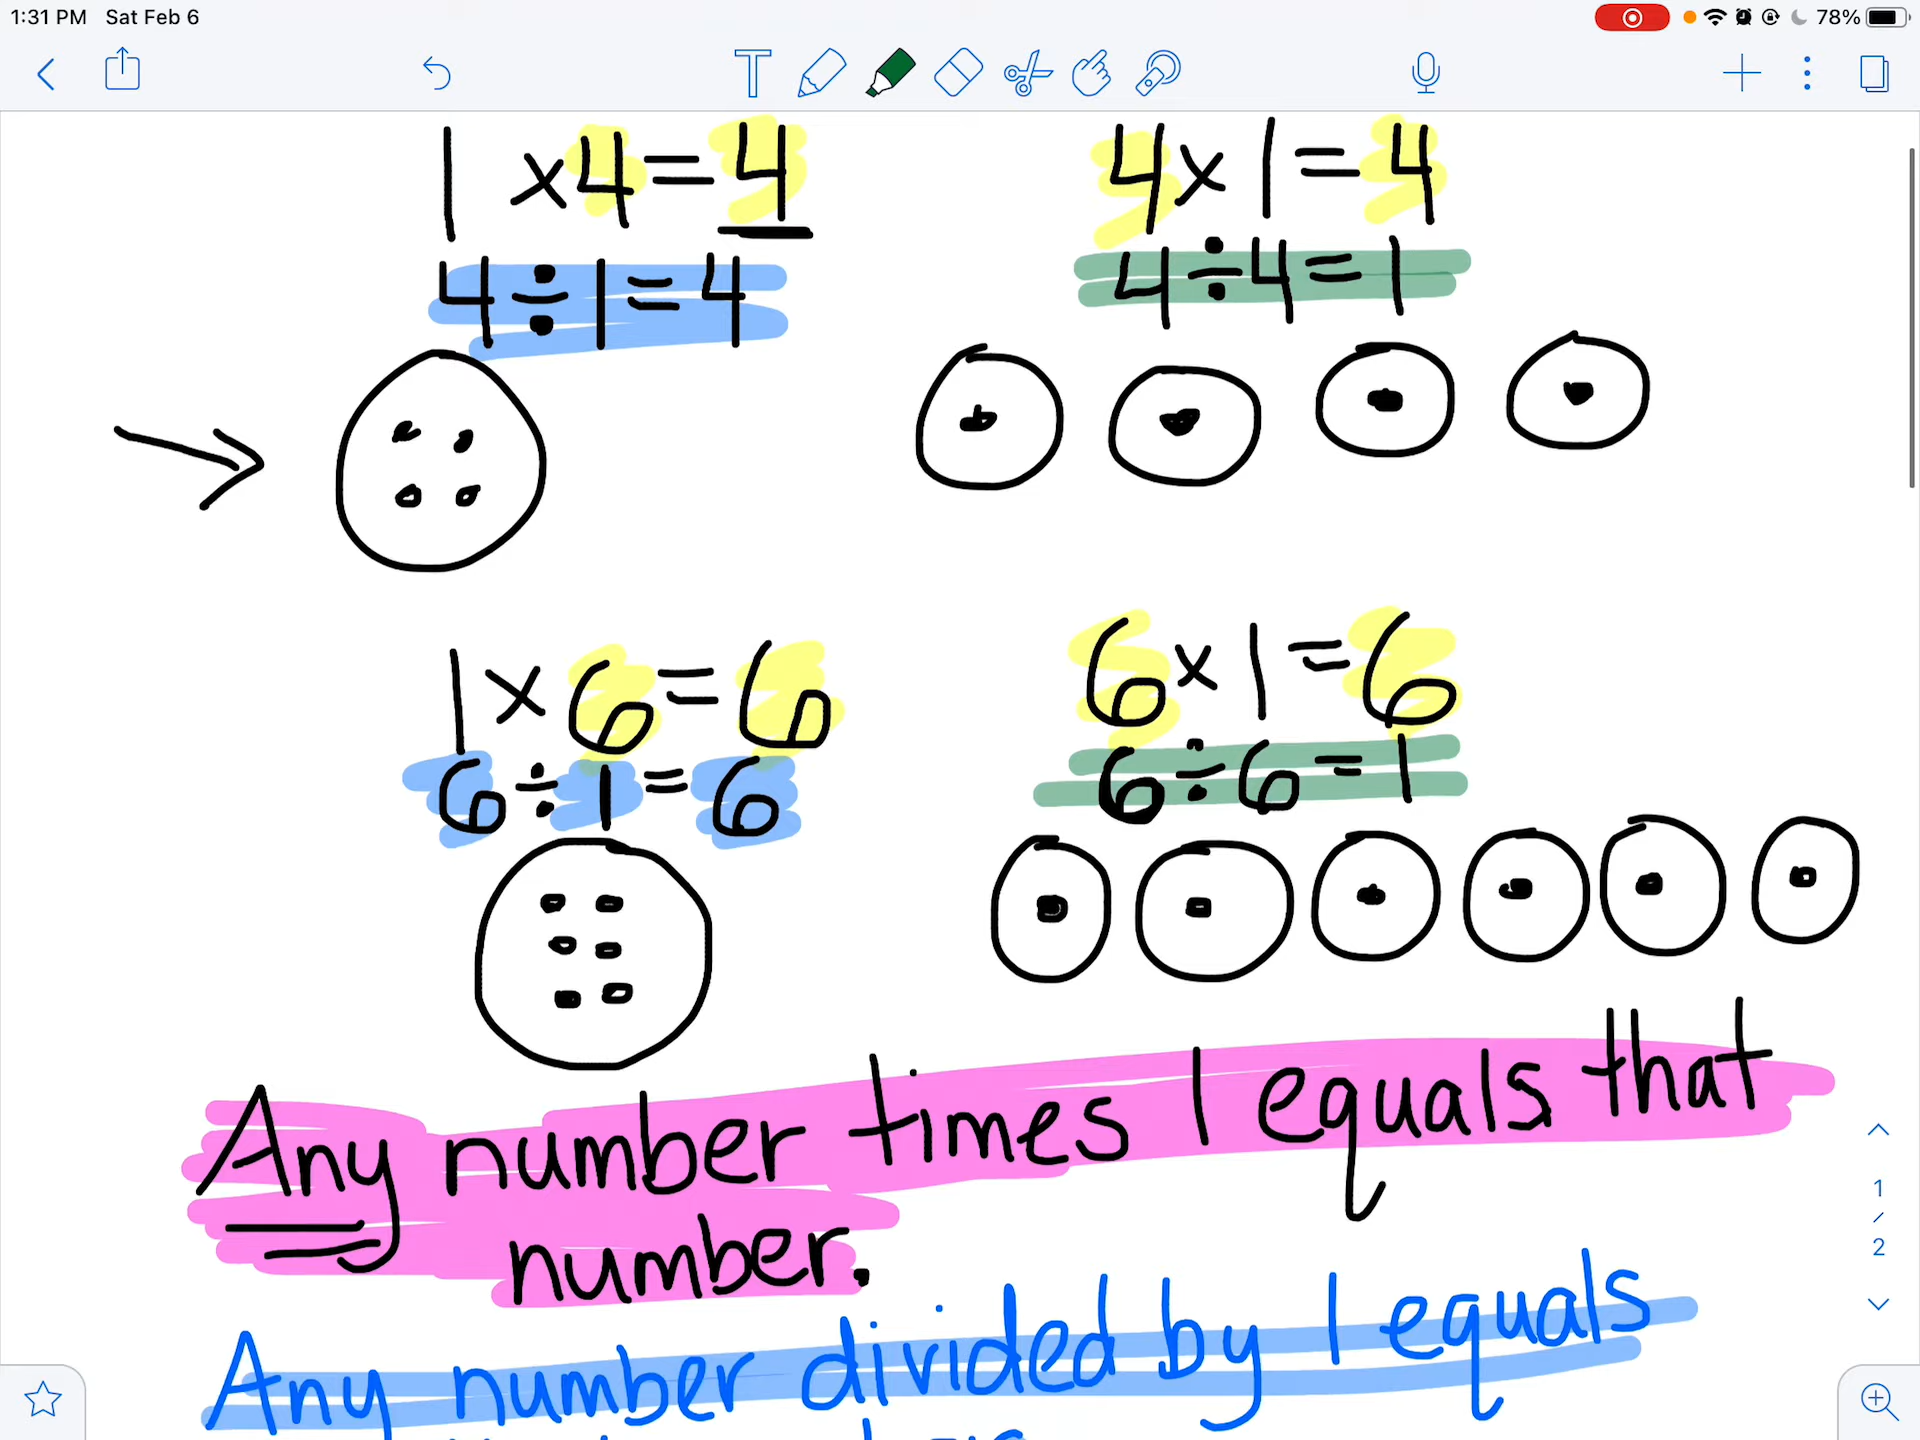 1:31 PM Sat Feb 6
78%
T
1 × 4 = 4
4 × 1 = 4
4 ÷ 1 = 4
4 ÷ 4 = 1
1 × 6 = 6
6 × 1 = 6
6 ÷ 1 = 6
6 ÷ 6 = 1
Any number times 1 equals that
number.
Any number divided by 1 equals
1
/
2